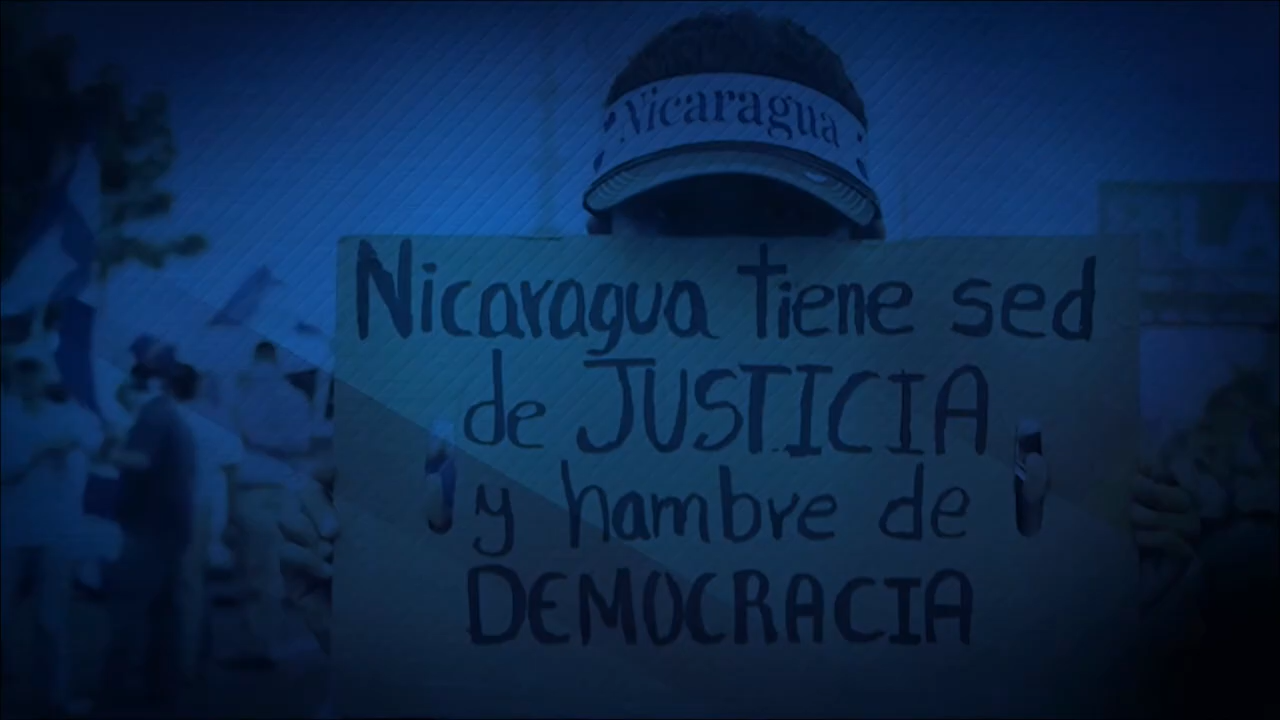 Nicaragua
Nicaragua tiene sed
de JUSTICIA
y hambre de
DEMOCRACIA